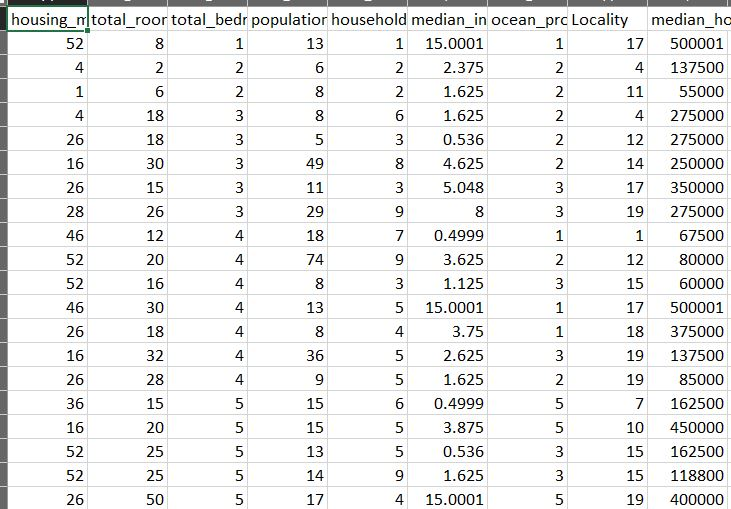 housing_m total_roor total_bedr population household median_in ocean_prc Locality median_ho
52 8 1 13 1 15.0001 1 17 500001
4 2 2 6 2 2.375 2 4 137500
1 6 2 8 2 1.625 2 11 55000
4 18 3 8 6 1.625 2 4 275000
26 18 3 5 3 0.536 2 12 275000
16 30 3 49 8 4.625 2 14 250000
26 15 3 11 3 5.048 3 17 350000
28 26 3 29 9 8 3 19 275000
46 12 4 18 7 0.4999 1 1 67500
52 20 4 74 9 3.625 2 12 80000
52 16 4 8 3 1.125 3 15 60000
46 30 4 13 5 15.0001 1 17 500001
26 18 4 8 4 3.75 1 18 375000
16 32 4 36 5 2.625 3 19 137500
26 28 4 9 5 1.625 2 19 85000
36 15 5 15 6 0.4999 5 7 162500
16 20 5 15 5 3.875 5 10 450000
52 25 5 13 5 0.536 3 15 162500
52 25 5 14 9 1.625 3 15 118800
26 50 5 17 4 15.0001 5 19 400000